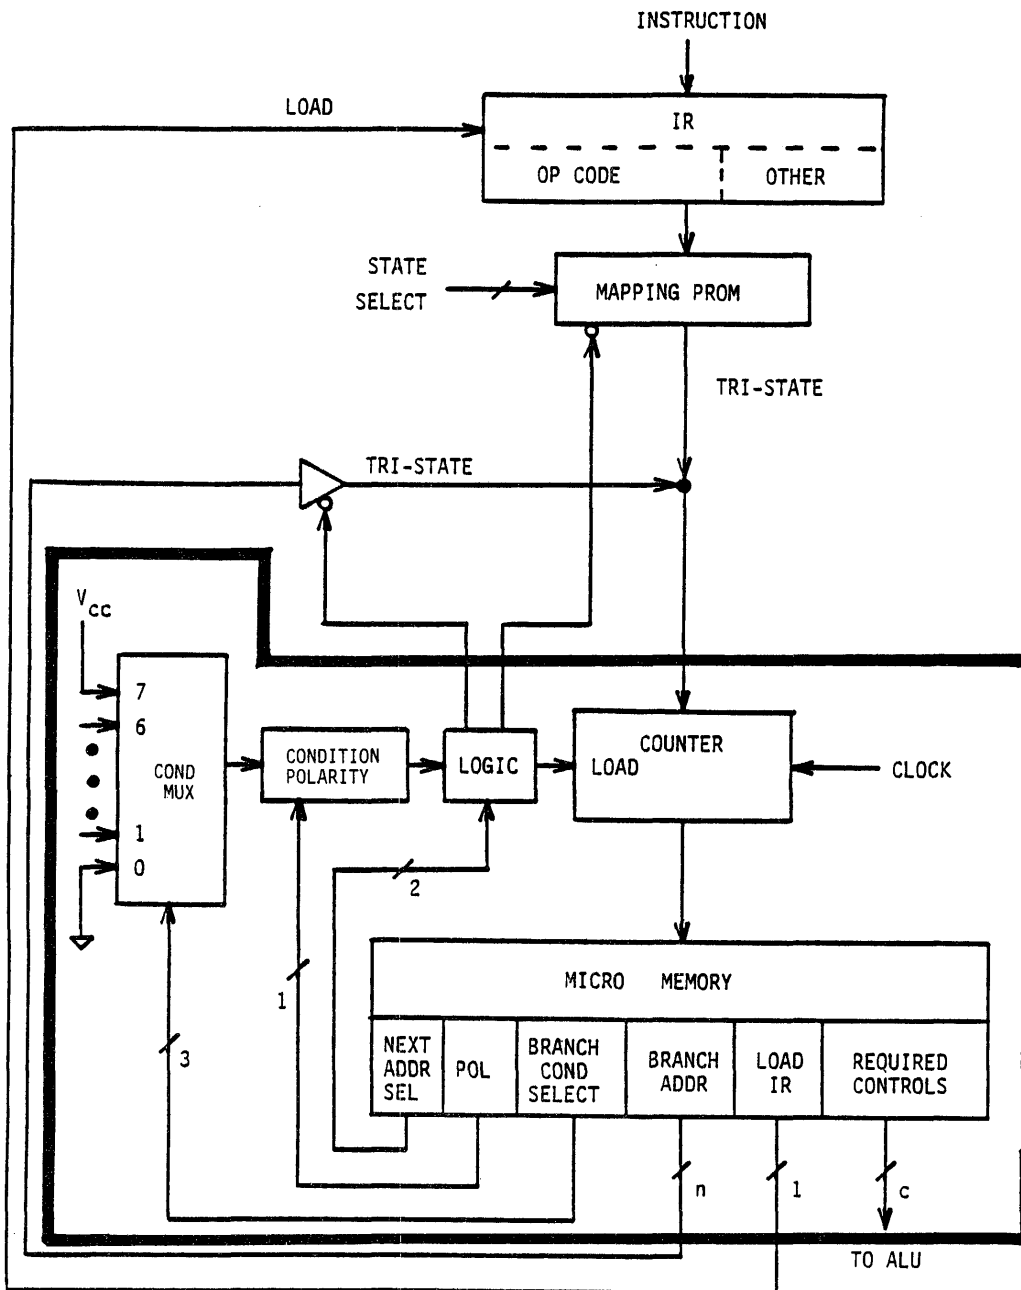 INSTRUCTION
LOAD
IR
OP CODE
OTHER
STATE
SELECT
MAPPING PROM
TRI-STATE
TRI-STATE
Vcc
7
6
COND
MUX
1
0
CONDITION
POLARITY
LOGIC
COUNTER
LOAD
CLOCK
2
1
3
MICRO MEMORY
NEXT
ADDR
SEL
POL
BRANCH
COND
SELECT
BRANCH
ADDR
LOAD
IR
REQUIRED
CONTROLS
n
1
c
TO ALU